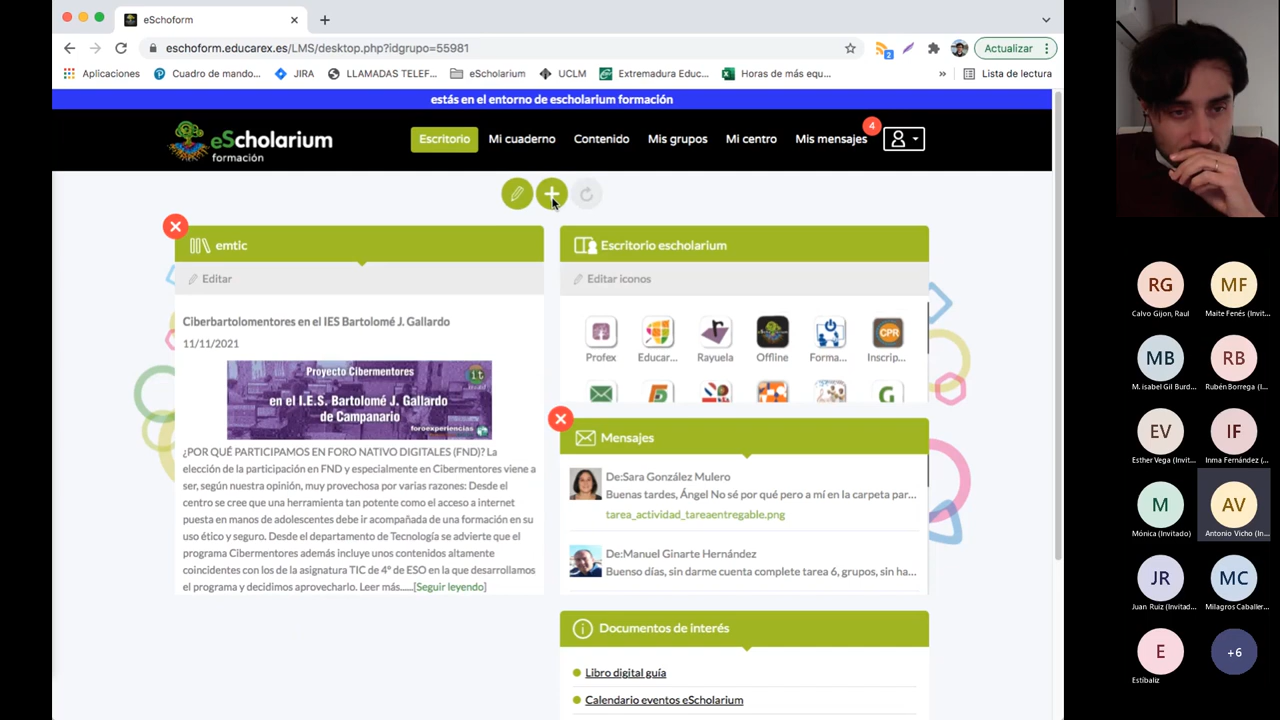 eSchoform
eschoform.educarex.es/LMS/desktop.php?idgrupo=55981
2
Actualizar
Aplicaciones
Cuadro de mando...
JIRA
LLAMADAS TELEF...
eScholarium
UCLM
Extremadura Educ...
Horas de más equ...
»
Lista de lectura
estás en el entorno de escholarium formación
eScholarium
formación
Escritorio
Mi cuaderno
Contenido
Mis grupos
Mi centro
Mis mensajes
4
emtic
Editar
Ciberbartolomentores en el IES Bartolomé J. Gallardo
11/11/2021
Proyecto Cibermentores
en el I.E.S. Bartolomé J. Gallardo
de Campanario
foroexperiencias
¿POR QUÉ PARTICIPAMOS EN FORO NATIVO DIGITALES (FND)? La
elección de la participación en FND y especialmente en Cibermentores viene a
ser, según nuestra opinión, muy provechosa por varias razones: Desde el
centro se cree que una herramienta tan potente como el acceso a internet
puesta en manos de adolescentes debe ir acompañada de una formación en su
uso ético y seguro. Desde el departamento de Tecnología se advierte que el
programa Cibermentores además incluye unos contenidos altamente
coincidentes con los de la asignatura TIC de 4º de ESO en la que desarrollamos
el programa y decidimos aprovecharlo. Leer más......[Seguir leyendo]
Escritorio escholarium
Editar iconos
Profex
Educar...
Rayuela
Offline
Forma...
CPR
Inscrip...
Mensajes
De:Sara González Mulero
Buenas tardes, Ángel No sé por qué pero a mí en la carpeta par...
tarea_actividad_tareaentregable.png
De:Manuel Ginarte Hernández
Buenso días, sin darme cuenta complete tarea 6, grupos, sin ha...
Documentos de interés
Libro digital guía
Calendario eventos eScholarium
RG
Calvo Gijon, Raul
MF
Maite Fenés (Invit...
MB
M. isabel Gil Burd...
RB
Rubén Borrega (I...
EV
Esther Vega (Invit...
IF
Inma Fernández (...
M
Mónica (Invitado)
AV
Antonio Vicho (In...
JR
Juan Ruiz (Invitad...
MC
Milagros Caballer...
E
Estíbaliz
+6